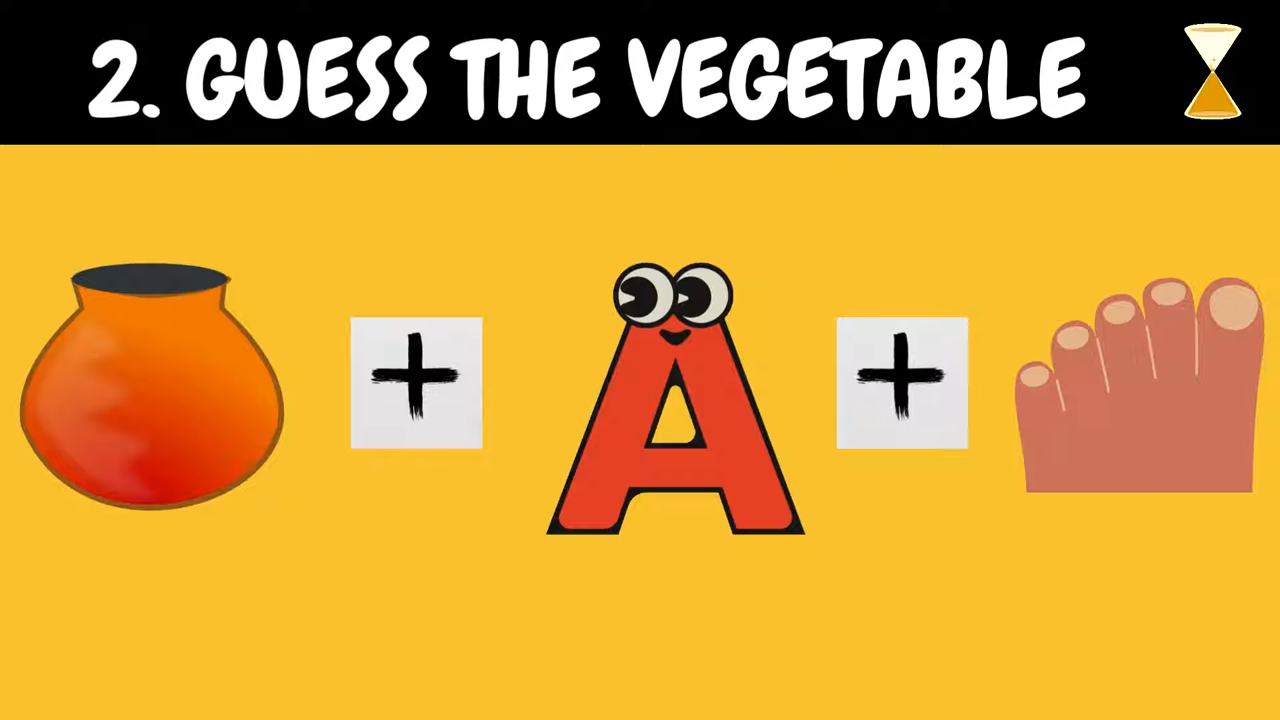 2. GUESS THE VEGETABLE
+ A +